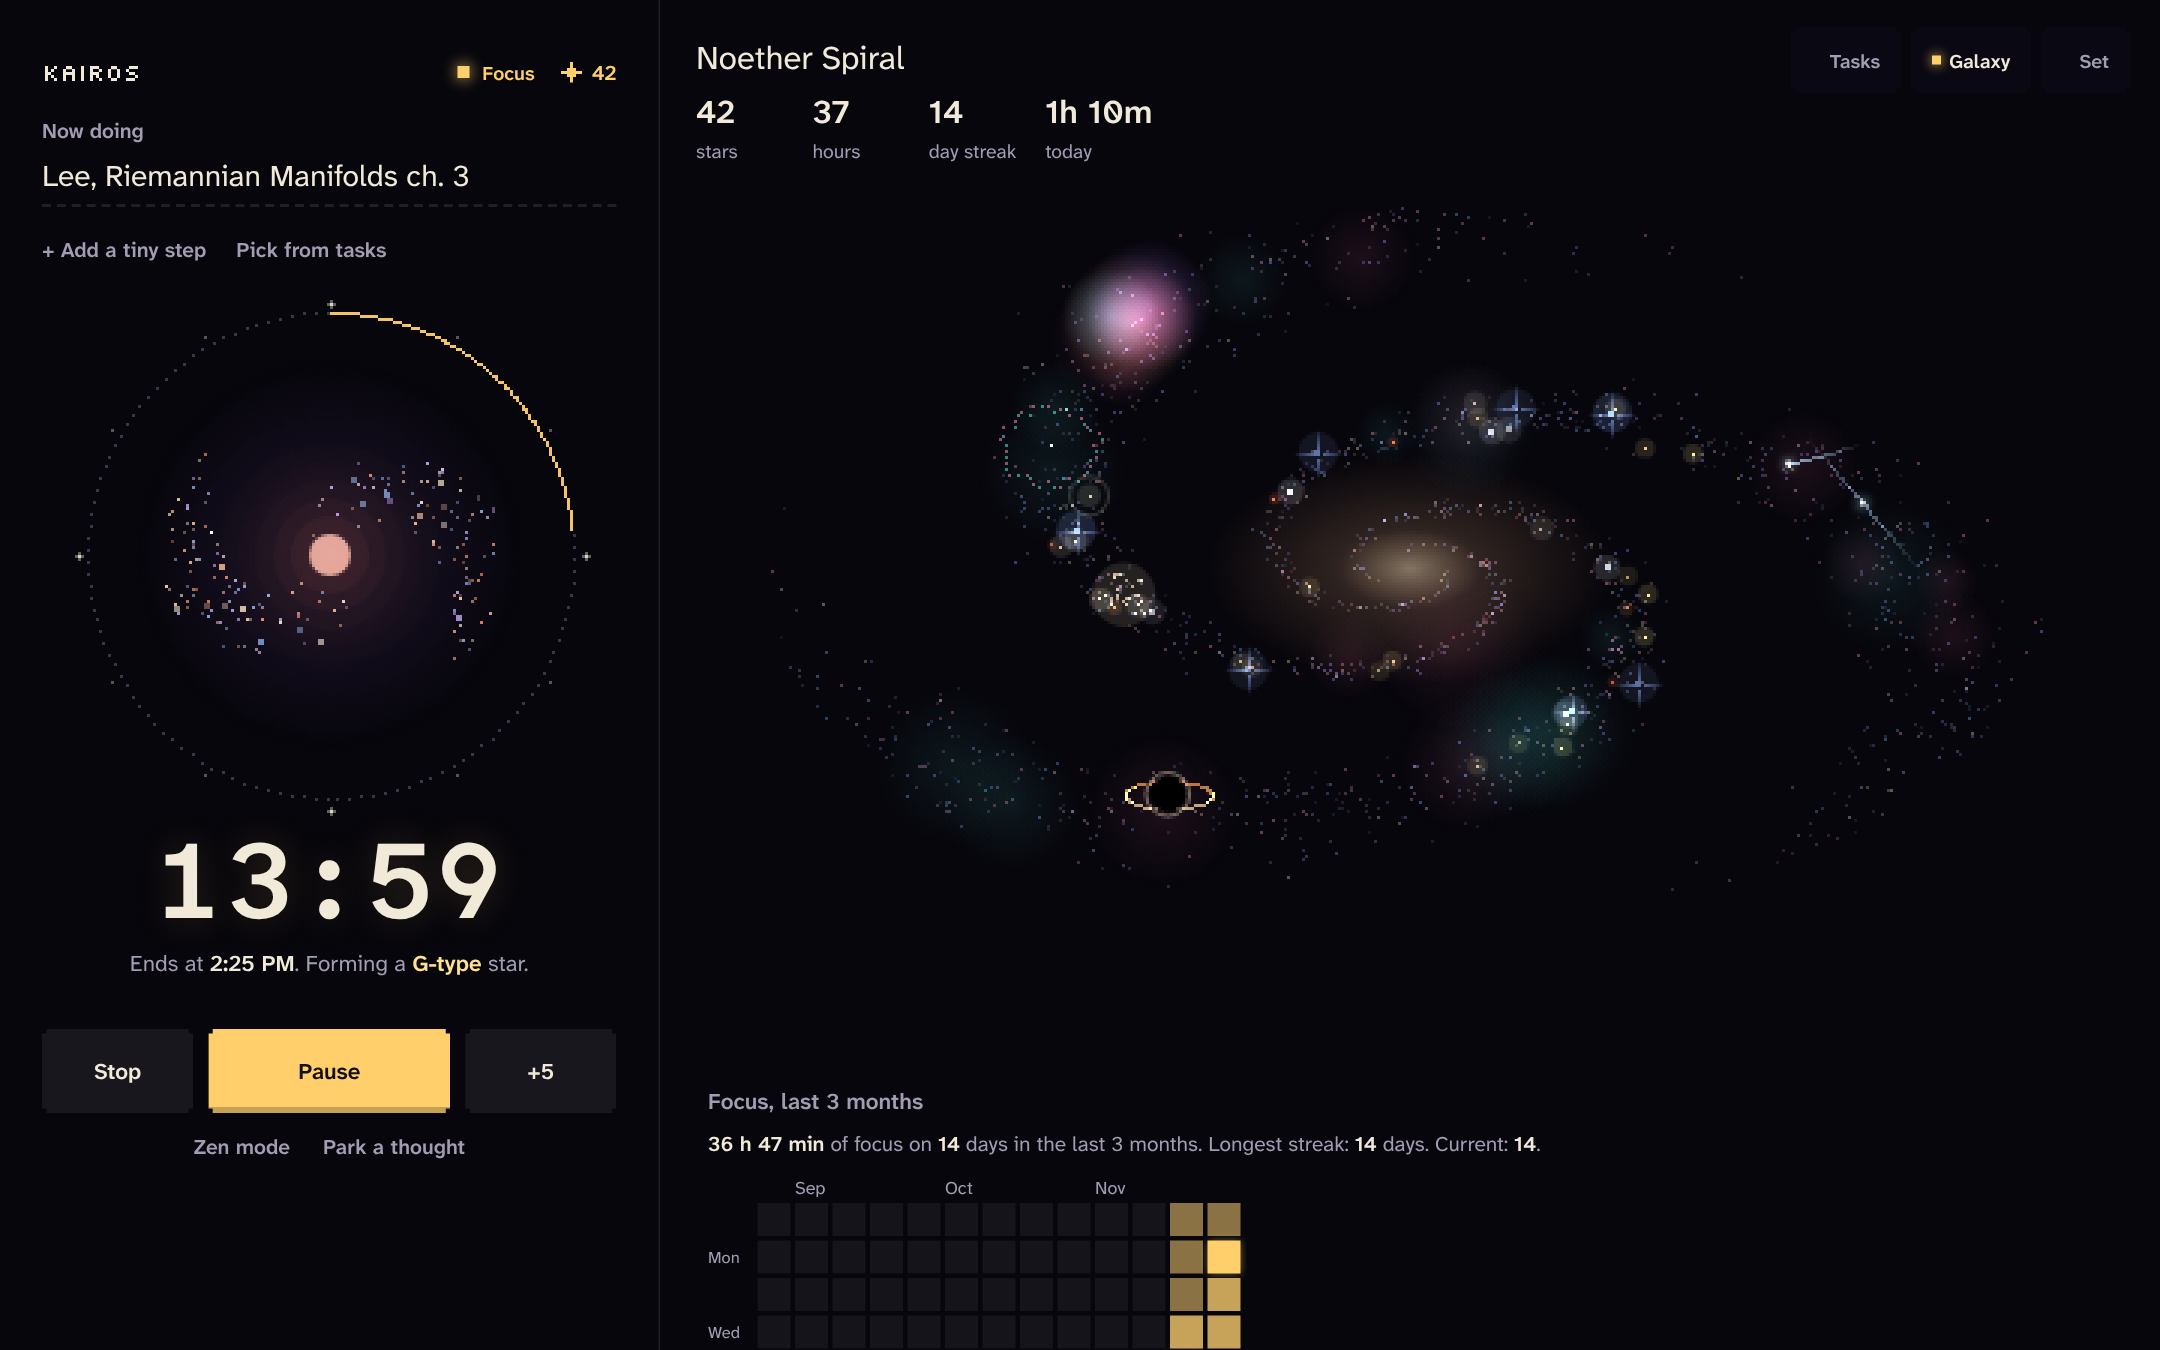 KAIROS
Focus
42
Now doing
Lee, Riemannian Manifolds ch. 3
+ Add a tiny step
Pick from tasks
13:59
Ends at 2:25 PM. Forming a G-type star.
Stop
Pause
+5
Zen mode
Park a thought
Noether Spiral
Tasks
Galaxy
Set
42
37
14
1h 10m
stars
hours
day streak
today
Focus, last 3 months
36 h 47 min of focus on 14 days in the last 3 months. Longest streak: 14 days. Current: 14.
Sep
Oct
Nov
Mon
Wed